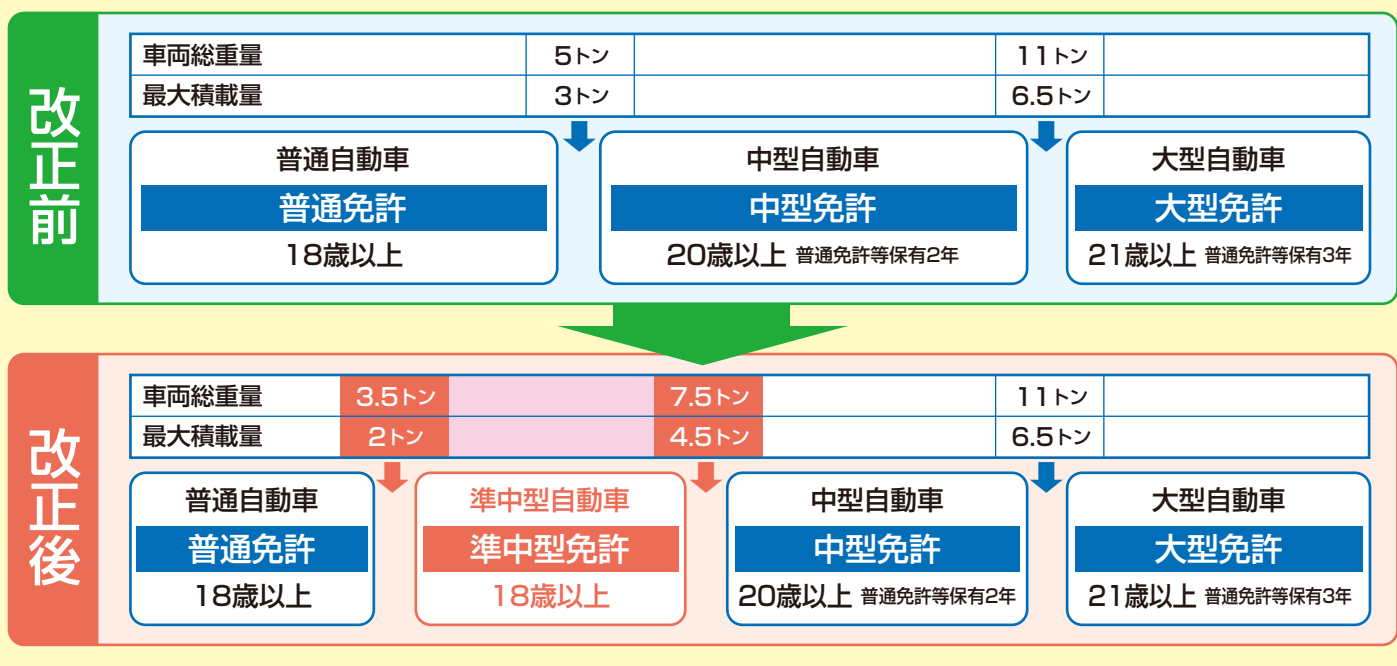 改正前
車両総重量 5トン 11トン
最大積載量 3トン 6.5トン
普通自動車 中型自動車 大型自動車
普通免許 中型免許 大型免許
18歳以上 20歳以上 普通免許等保有2年 21歳以上 普通免許等保有3年
改正後
車両総重量 3.5トン 7.5トン 11トン
最大積載量 2トン 4.5トン 6.5トン
普通自動車 準中型自動車 中型自動車 大型自動車
普通免許 準中型免許 中型免許 大型免許
18歳以上 18歳以上 20歳以上 普通免許等保有2年 21歳以上 普通免許等保有3年